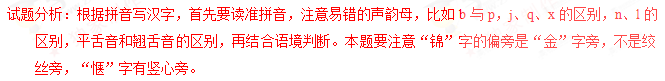 试题分析：根据拼音写汉字，首先要读准拼音，注意易错的声韵母，比如 b 与 p，j、q、x 的区别，n、l 的
区别，平舌音和翘舌音的区别，再结合语境判断。本题要注意“锦”字的偏旁是“金”字旁，不是绞
丝旁，“惬”字有竖心旁。